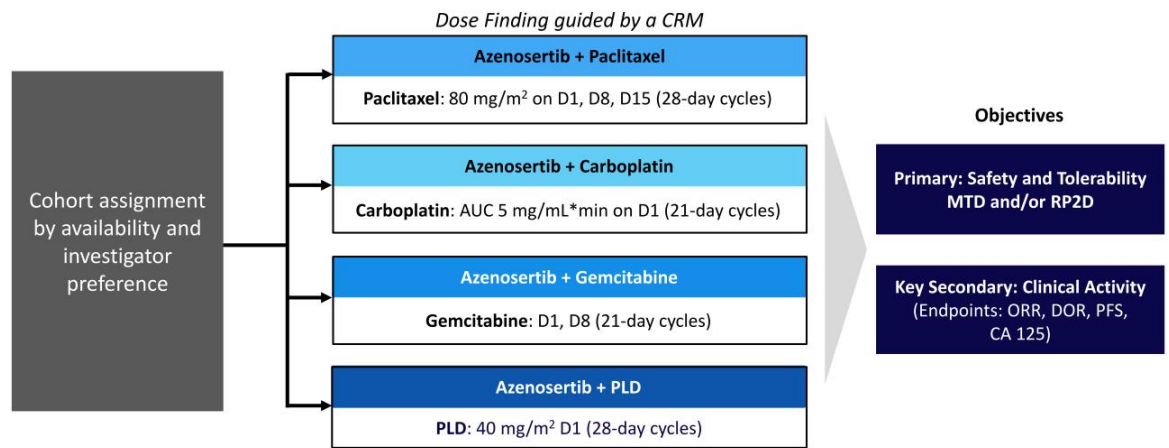 Dose Finding guided by a CRM
Cohort assignment
by availability and
investigator
preference
Azenosertib + Paclitaxel
Paclitaxel: 80 mg/m² on D1, D8, D15 (28-day cycles)
Azenosertib + Carboplatin
Carboplatin: AUC 5 mg/mL*min on D1 (21-day cycles)
Azenosertib + Gemcitabine
Gemcitabine: D1, D8 (21-day cycles)
Azenosertib + PLD
PLD: 40 mg/m² D1 (28-day cycles)
Objectives
Primary: Safety and Tolerability
MTD and/or RP2D
Key Secondary: Clinical Activity
(Endpoints: ORR, DOR, PFS,
CA 125)